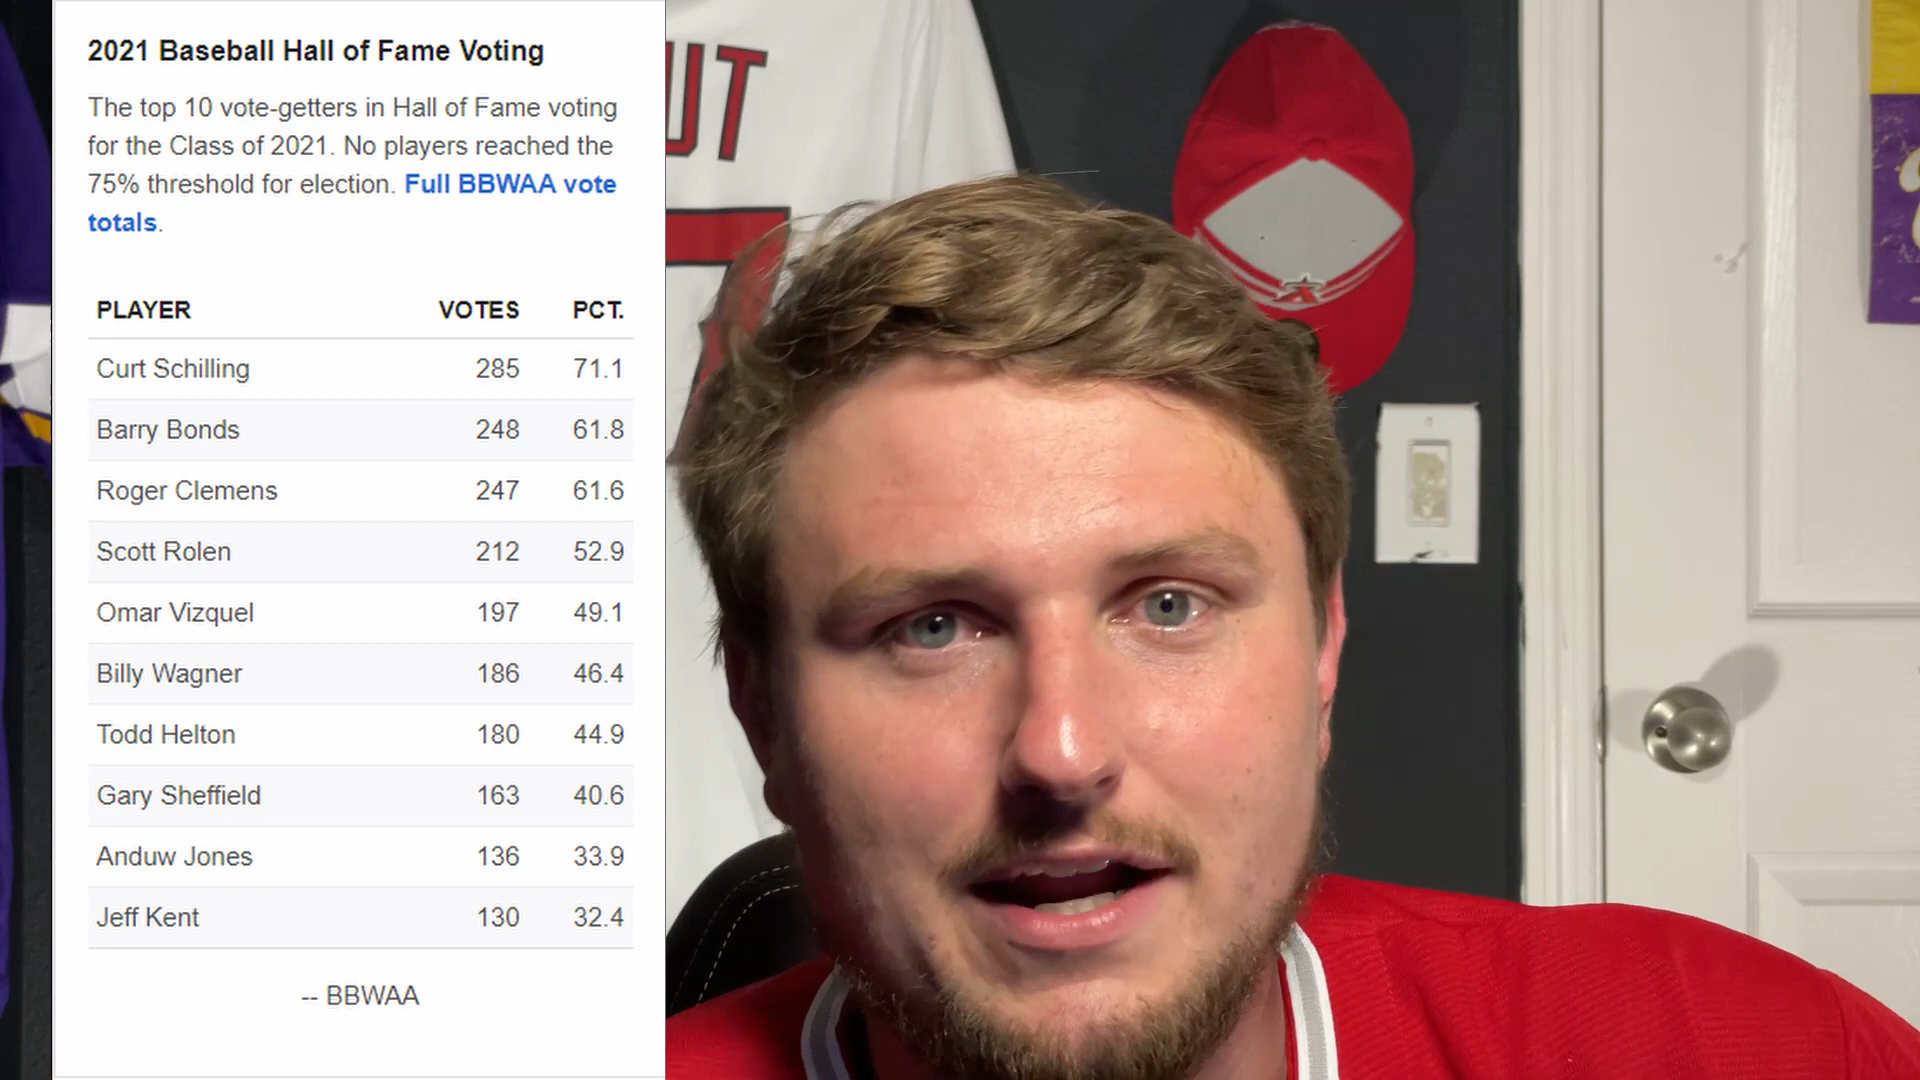 2021 Baseball Hall of Fame Voting
The top 10 vote-getters in Hall of Fame voting
for the Class of 2021. No players reached the
75% threshold for election. Full BBWAA vote
totals.
PLAYER VOTES PCT.
Curt Schilling 285 71.1
Barry Bonds 248 61.8
Roger Clemens 247 61.6
Scott Rolen 212 52.9
Omar Vizquel 197 49.1
Billy Wagner 186 46.4
Todd Helton 180 44.9
Gary Sheffield 163 40.6
Anduw Jones 136 33.9
Jeff Kent 130 32.4
-- BBWAA
UT
A